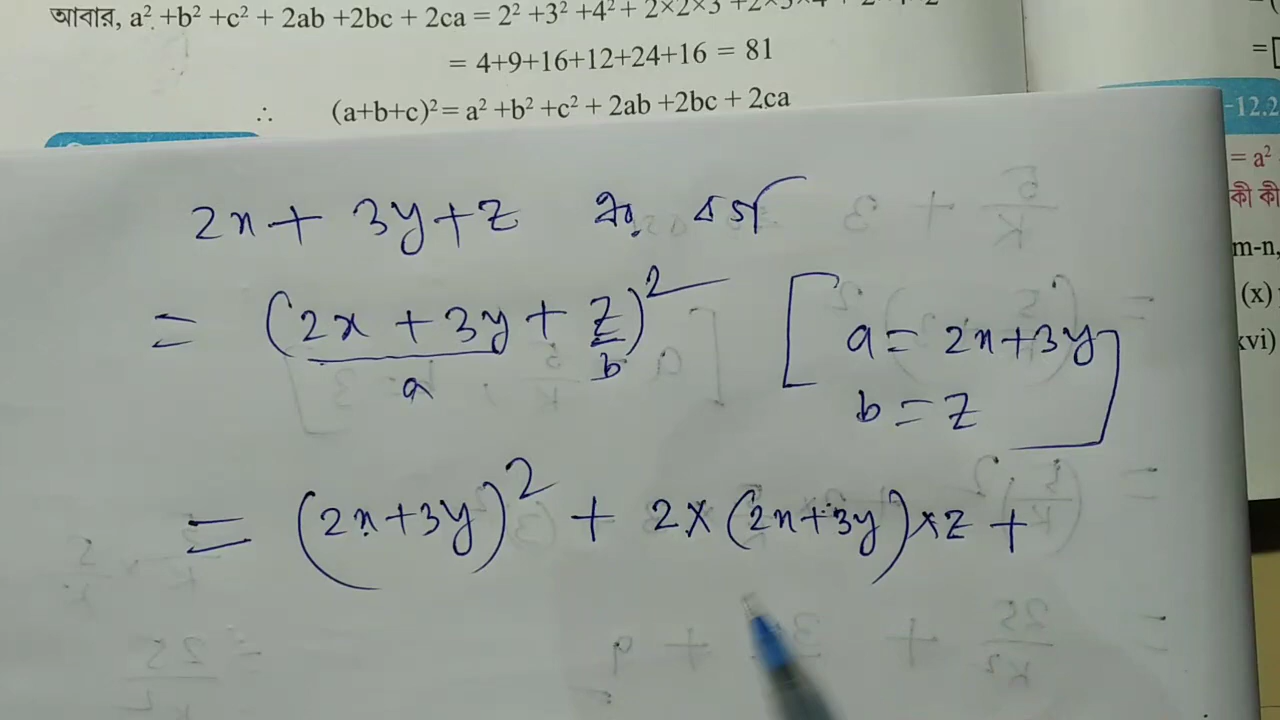 আবার, a² +b² +c² + 2ab +2bc + 2ca = 2² +3² +4² + 2×2×3
= 4+9+16+12+24+16 = 81
∴ (a+b+c)² = a² +b² +c² + 2ab +2bc + 2ca
-12.2
= a²
কী কী
m-n,
(x)
xvi)
2x + 3y + z এর বর্গ
= (2x + 3y + z)²
a b
[a = 2x+3y
b = z]
= (2x+3y)² + 2×(2x+3y)×z +